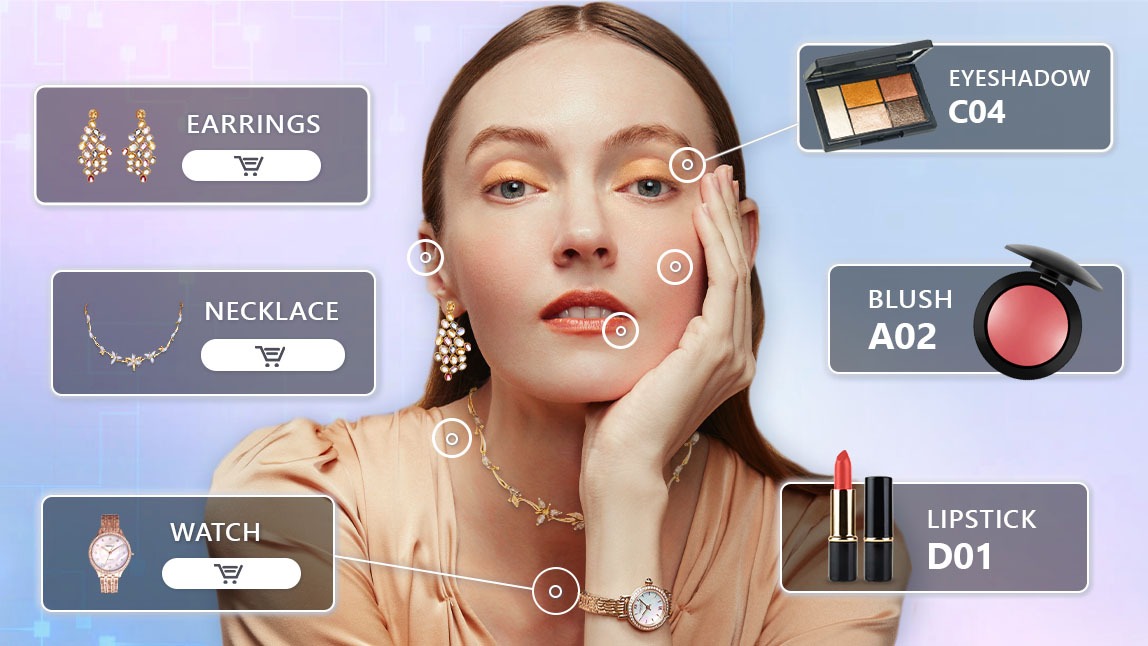 EARRINGS
NECKLACE
WATCH
EYESHADOW
C04
BLUSH
A02
LIPSTICK
D01